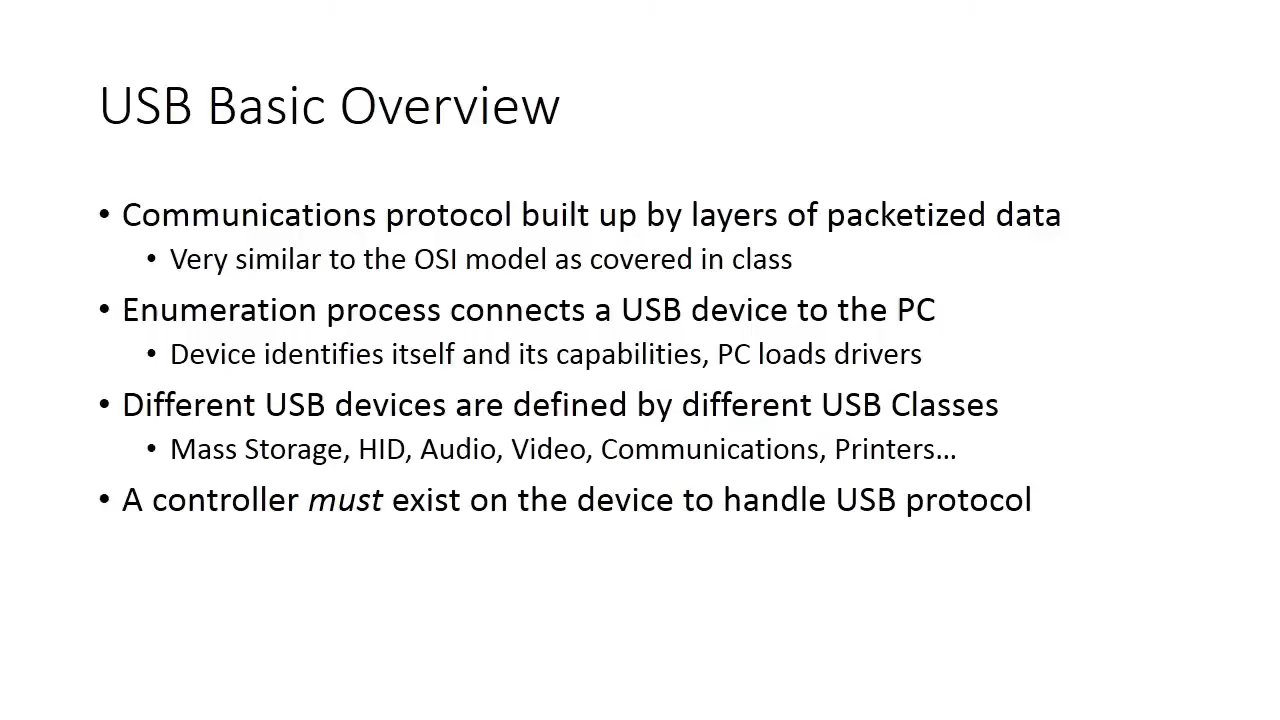 USB Basic Overview
• Communications protocol built up by layers of packetized data
• Very similar to the OSI model as covered in class
• Enumeration process connects a USB device to the PC
• Device identifies itself and its capabilities, PC loads drivers
• Different USB devices are defined by different USB Classes
• Mass Storage, HID, Audio, Video, Communications, Printers…
• A controller must exist on the device to handle USB protocol